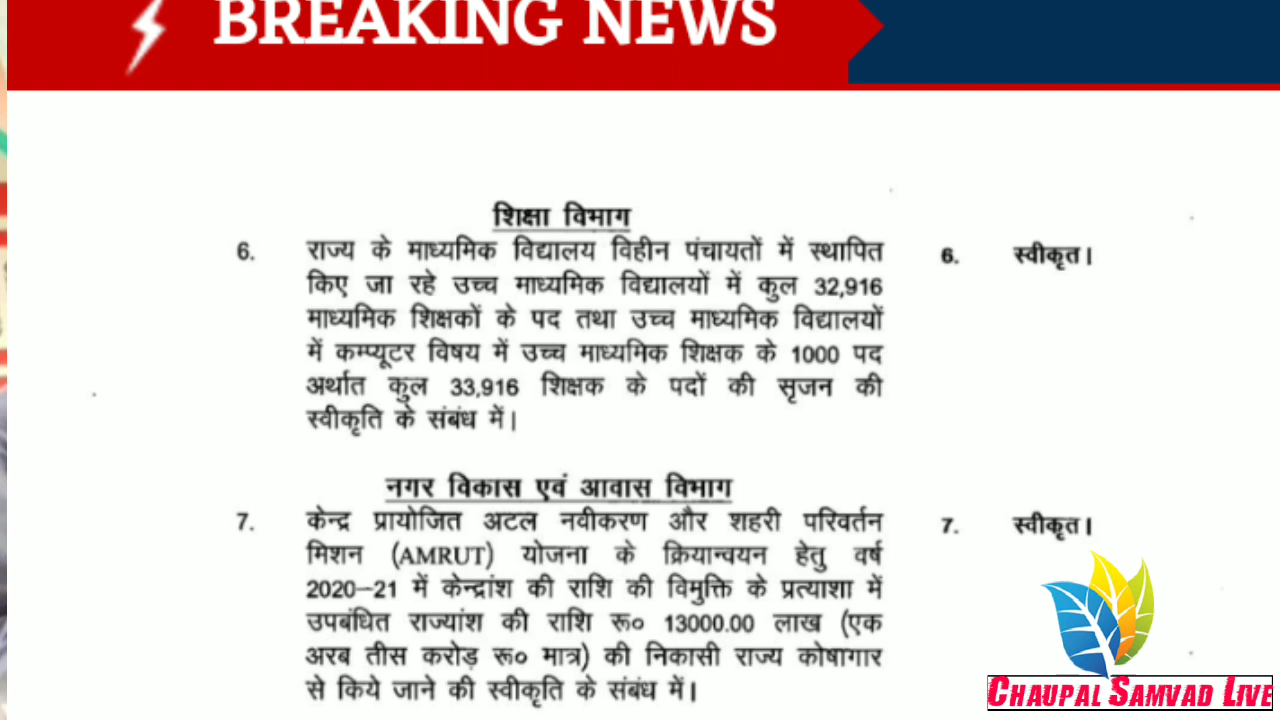 BREAKING NEWS
शिक्षा विभाग
6. राज्य के माध्यमिक विद्यालय विहीन पंचायतों में स्थापित 6. स्वीकृत।
किए जा रहे उच्च माध्यमिक विद्यालयों में कुल 32,916
माध्यमिक शिक्षकों के पद तथा उच्च माध्यमिक विद्यालयों
में कम्प्यूटर विषय में उच्च माध्यमिक शिक्षक के 1000 पद
अर्थात कुल 33,916 शिक्षक के पदों की सृजन की
स्वीकृति के संबंध में।
नगर विकास एवं आवास विभाग
7. केन्द्र प्रायोजित अटल नवीकरण और शहरी परिवर्तन 7. स्वीकृत।
मिशन (AMRUT) योजना के क्रियान्वयन हेतु वर्ष
2020–21 में केन्द्रांश की राशि की विमुक्ति के प्रत्याशा में
उपबंधित राज्यांश की राशि रू० 13000.00 लाख (एक
अरब तीस करोड़ रू० मात्र) की निकासी राज्य कोषागार
से किये जाने की स्वीकृति के संबंध में।
CHAUPAL SAMVAD LIVE